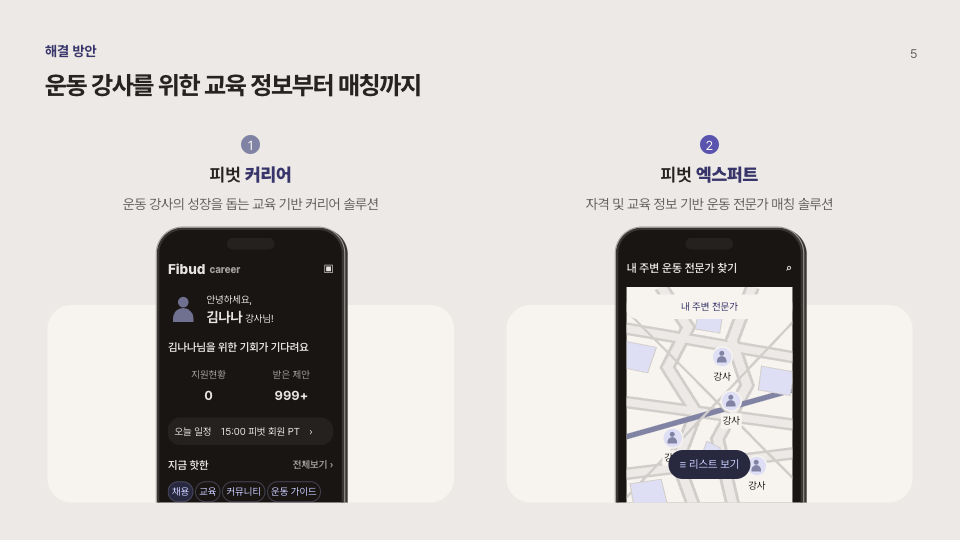 해결 방안
5
운동 강사를 위한 교육 정보부터 매칭까지
1
피벗 커리어
운동 강사의 성장을 돕는 교육 기반 커리어 솔루션
Fibud career
안녕하세요,
김나나 강사님!
김나나님을 위한 기회가 기다려요
지원현황 받은 제안
0 999+
오늘 일정 15:00 피벗 회원 PT ›
지금 핫한 전체보기 ›
채용 교육 커뮤니티 운동 가이드
2
피벗 엑스퍼트
자격 및 교육 정보 기반 운동 전문가 매칭 솔루션
내 주변 운동 전문가 찾기
내 주변 전문가
강사
강사
≡ 리스트 보기
강사